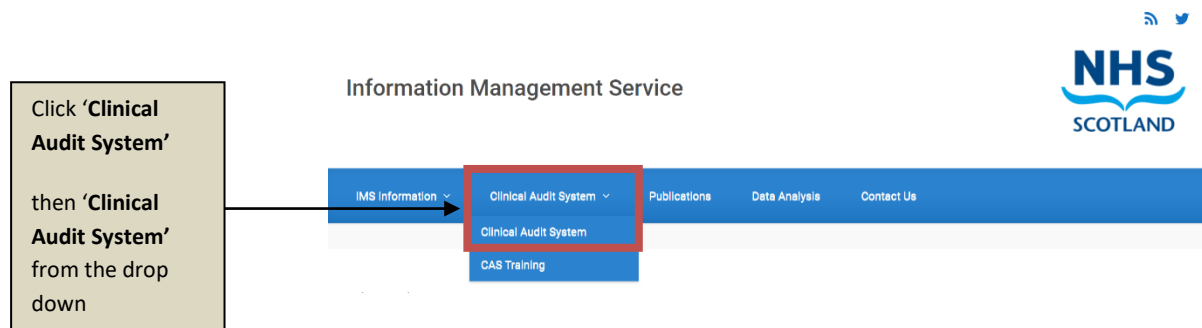 NHS
SCOTLAND
Information Management Service
Click ‘Clinical
Audit System’
then ‘Clinical
Audit System’
from the drop
down
IMS Information
Clinical Audit System
Publications
Data Analysis
Contact Us
Clinical Audit System
CAS Training